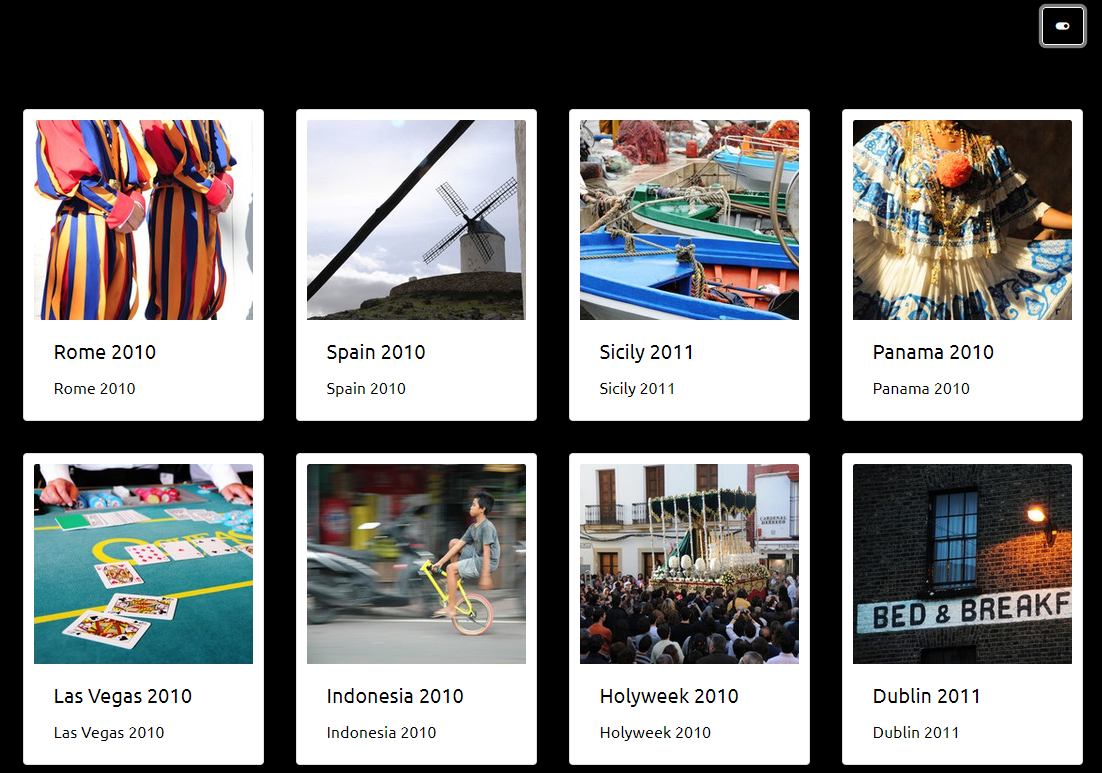 Rome 2010
Rome 2010
Spain 2010
Spain 2010
Sicily 2011
Sicily 2011
Panama 2010
Panama 2010
CARDENAL
Las Vegas 2010
Las Vegas 2010
Indonesia 2010
Indonesia 2010
Holyweek 2010
Holyweek 2010
BED & BREAKF
Dublin 2011
Dublin 2011